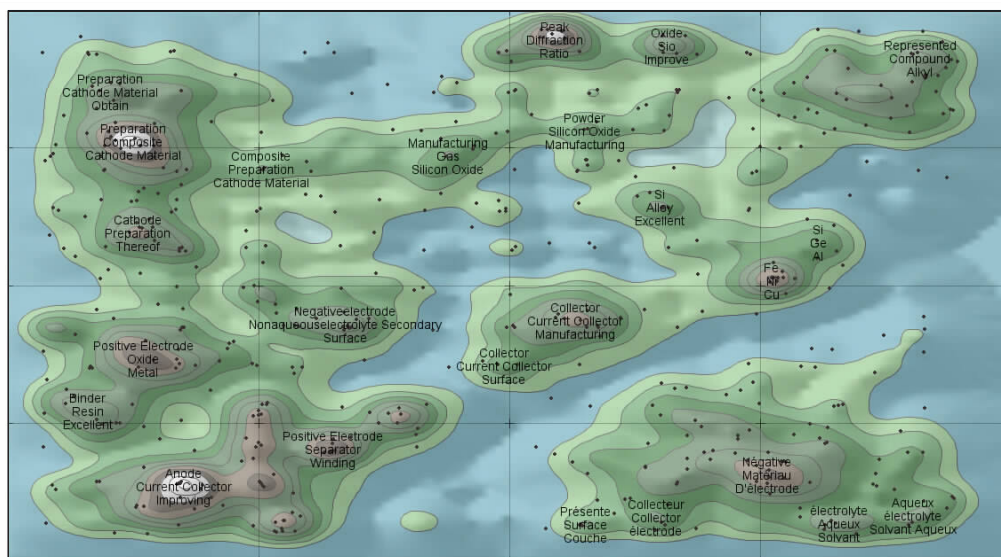 Peak
Diffraction
Ratio
Oxide
Sio
Improve
Represented
Compound
Alkyl
Preparation
Cathode Material
Obtain
Preparation
Composite
Cathode Material
Composite
Preparation
Cathode Material
Manufacturing
Gas
Silicon Oxide
Powder
Silicon Oxide
Manufacturing
Si
Alloy
Excellent
Cathode
Preparation
Thereof
Si
Ge
Al
Fe
Ni
Cu
Negative electrode
Nonaqueouselectrolyte Secondary
Surface
Collector
Current Collector
Manufacturing
Positive Electrode
Oxide
Metal
Collector
Current Collector
Surface
Binder
Resin
Excellent
Positive Electrode
Separator
Winding
Anode
Current Collector
Improving
Négative
Matériau
D'électrode
Présente
Surface
Couche
Collecteur
Collector
électrode
électrolyte
Aqueux
Solvant
Aqueux
électrolyte
Solvant Aqueux